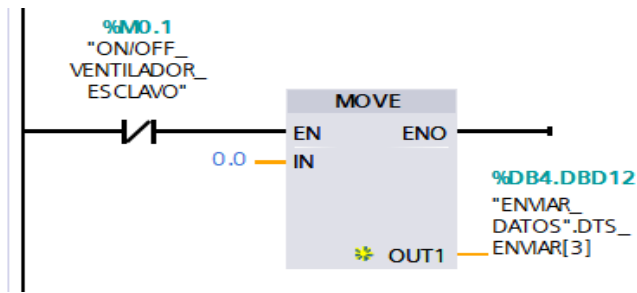 %M0.1
"ON/OFF_
VENTILADOR_
ESCLAVO"
MOVE
EN ENO
0.0 IN
%DB4.DBD12
"ENVIAR_
DATOS".DTS_
OUT1 ENVIAR[3]